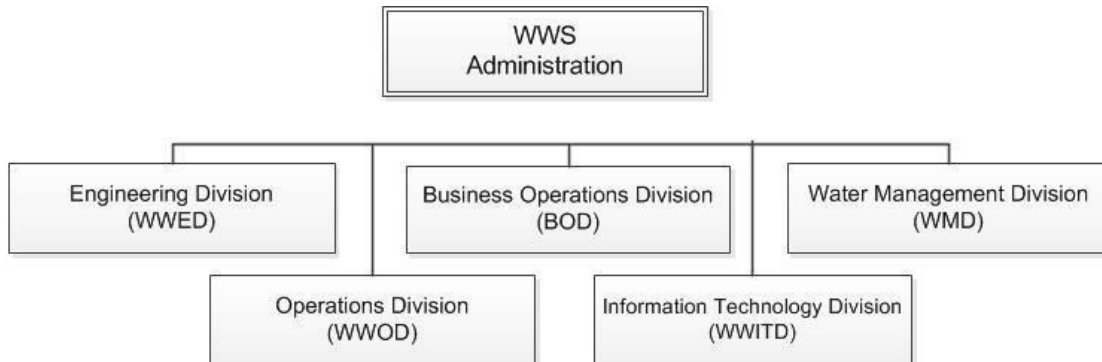 WWS
Administration
Engineering Division
(WWED)
Business Operations Division
(BOD)
Water Management Division
(WMD)
Operations Division
(WWOD)
Information Technology Division
(WWITD)